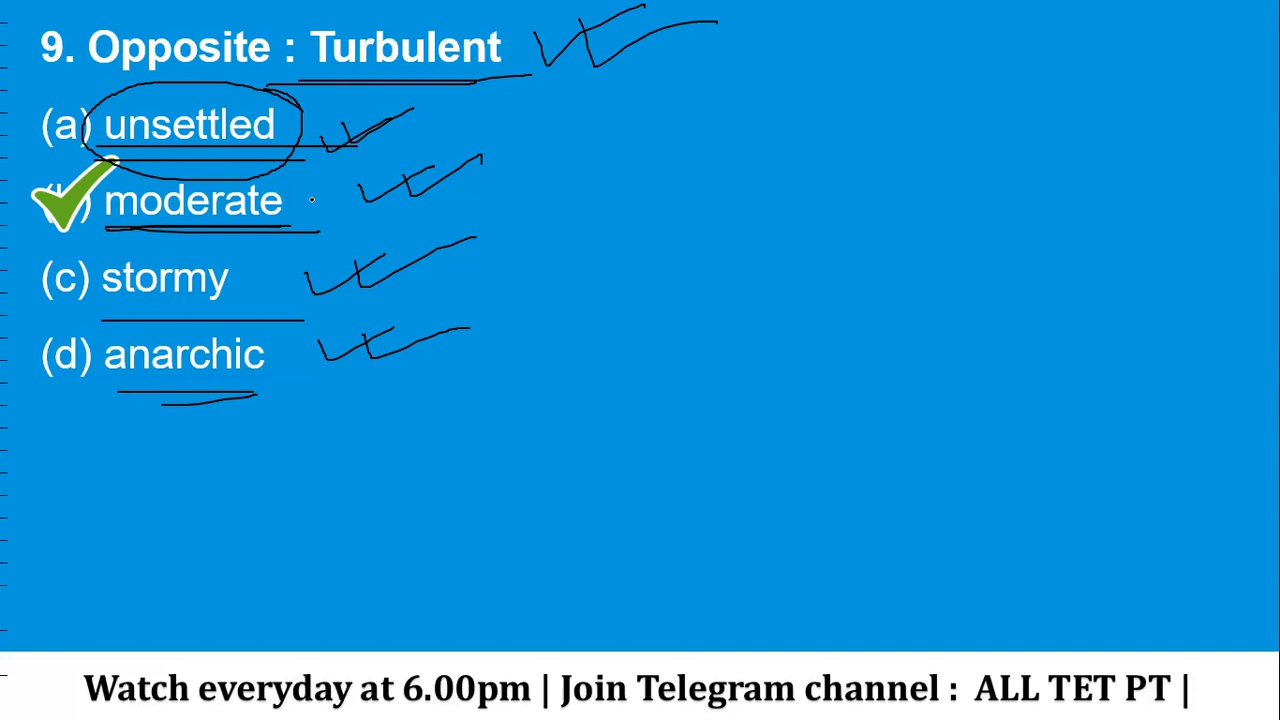 9. Opposite : Turbulent
(a) unsettled
) moderate
(c) stormy
(d) anarchic
Watch everyday at 6.00pm | Join Telegram channel : ALL TET PT |